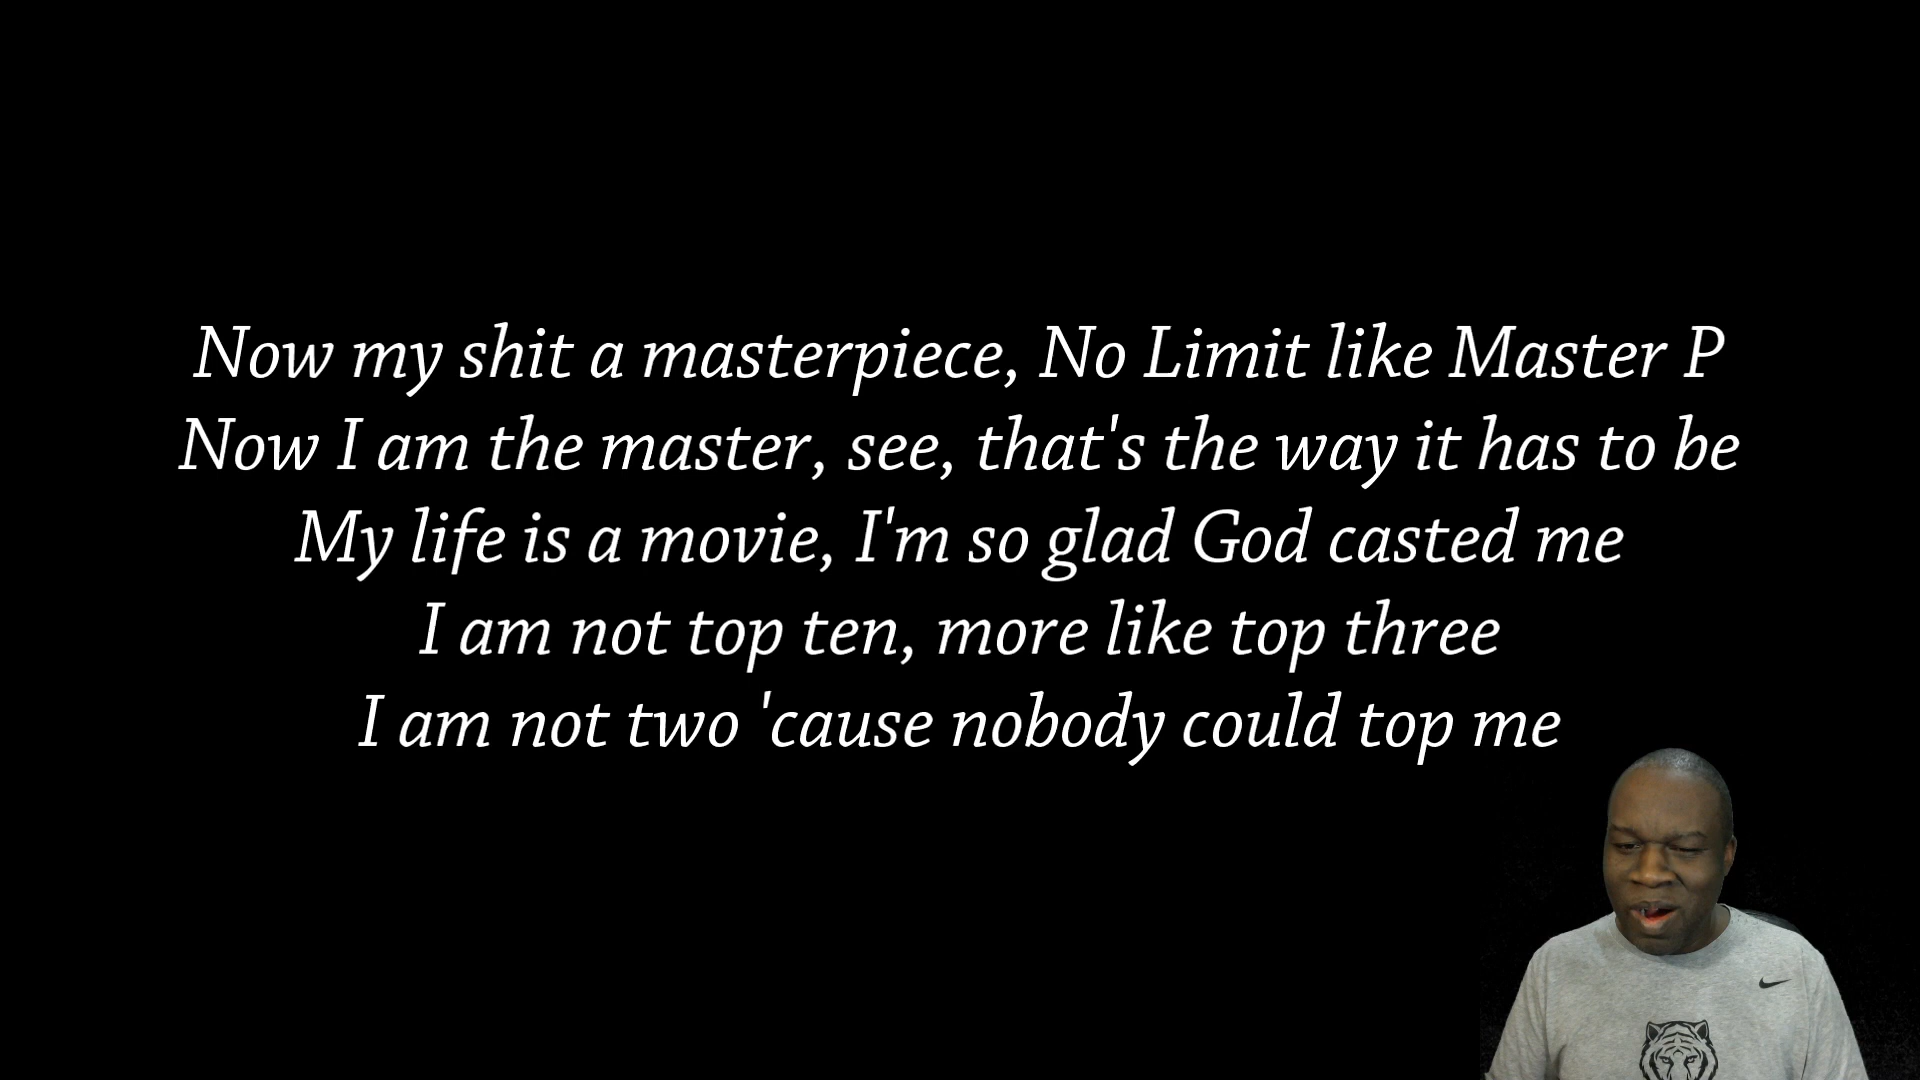 Now my shit a masterpiece, No Limit like Master P
Now I am the master, see, that's the way it has to be
My life is a movie, I'm so glad God casted me
I am not top ten, more like top three
I am not two 'cause nobody could top me